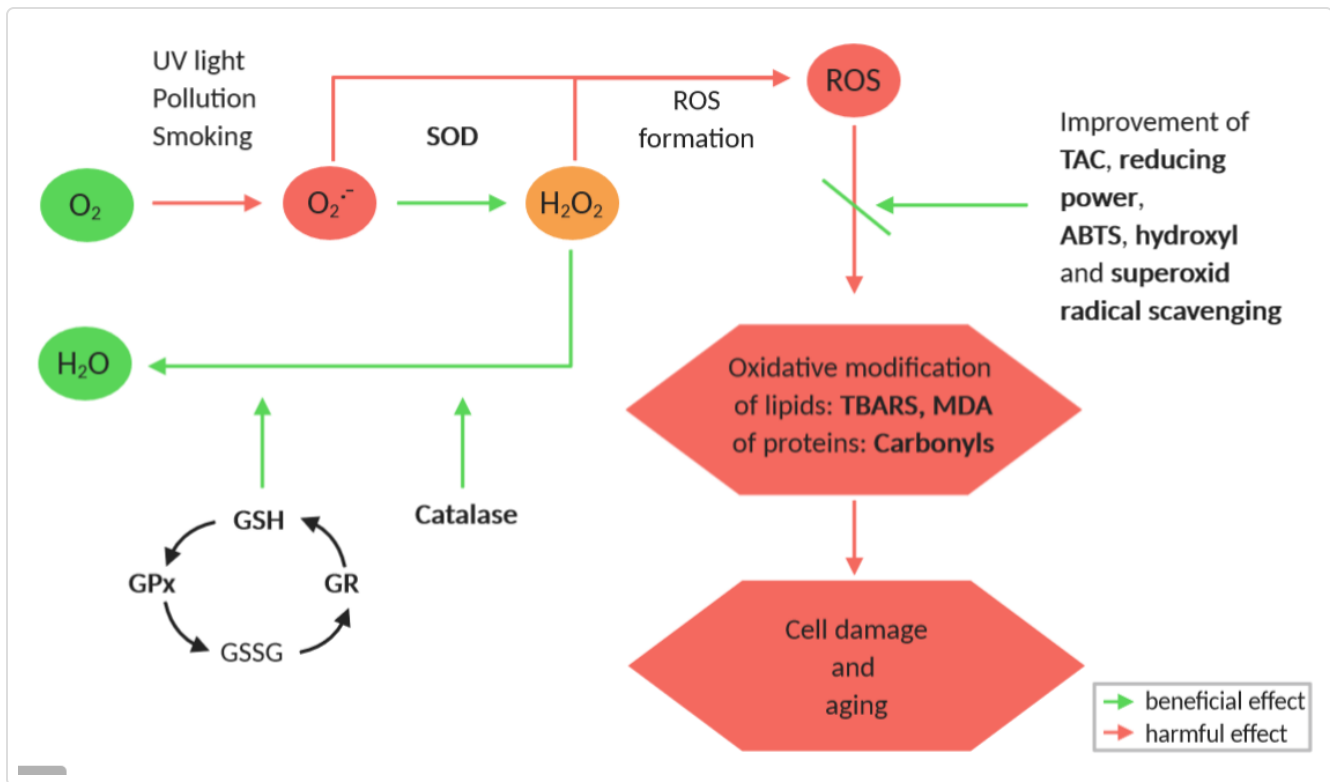 UV light
Pollution
Smoking
SOD
ROS
formation
ROS
O₂
O₂·⁻
H₂O₂
Improvement of
TAC, reducing
power,
ABTS, hydroxyl
and superoxid
radical scavenging
H₂O
Oxidative modification
of lipids: TBARS, MDA
of proteins: Carbonyls
GSH
Catalase
GPx
GR
GSSG
Cell damage
and
aging
beneficial effect
harmful effect